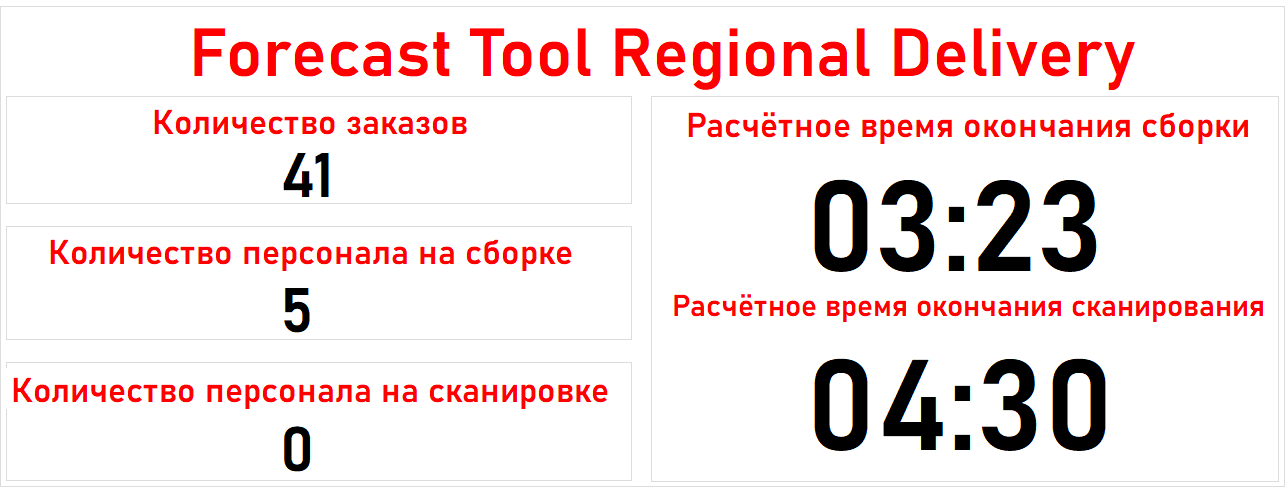 Forecast Tool Regional Delivery
Количество заказов
41
Количество персонала на сборке
5
Количество персонала на сканировке
0
Расчётное время окончания сборки
03:23
Расчётное время окончания сканирования
04:30